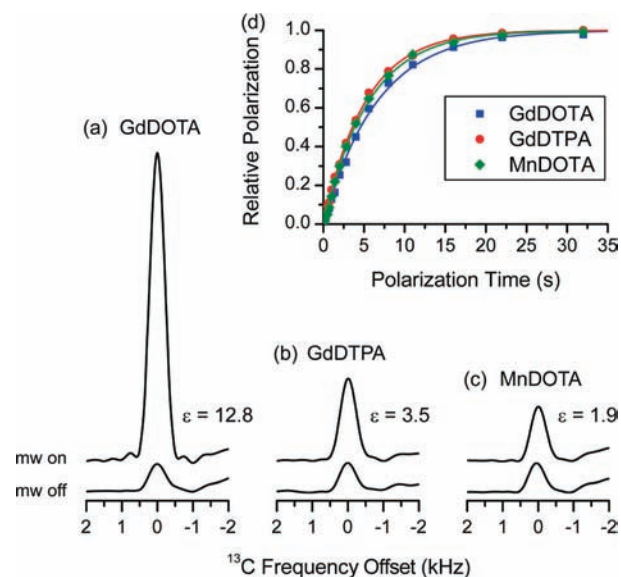 (d)
1.0
0.8
0.6
0.4
0.2
0.0
Relative Polarization
GdDOTA
GdDTPA
MnDOTA
0 5 10 15 20 25 30 35
Polarization Time (s)
(a) GdDOTA
ε = 12.8
(b) GdDTPA
ε = 3.5
(c) MnDOTA
ε = 1.9
mw on
mw off
2 1 0 -1 -2
2 1 0 -1 -2
2 1 0 -1 -2
¹³C Frequency Offset (kHz)